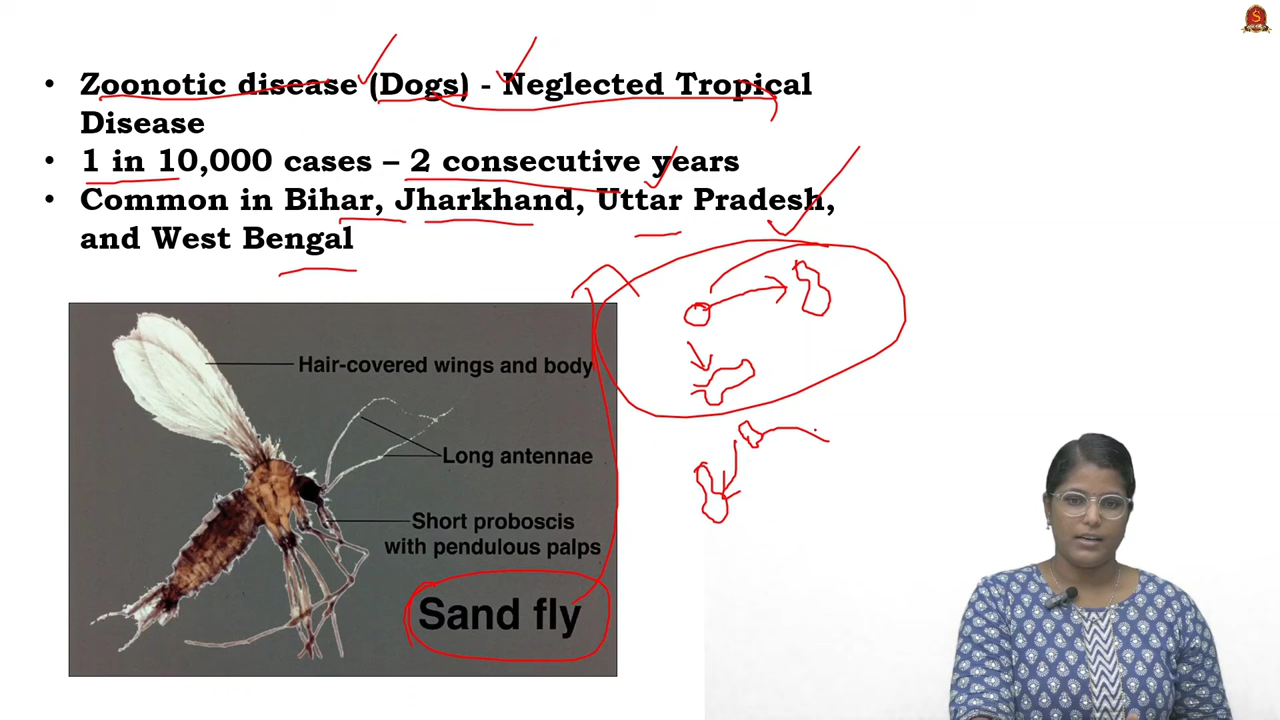 • Zoonotic disease (Dogs) - Neglected Tropical
Disease
• 1 in 10,000 cases – 2 consecutive years
• Common in Bihar, Jharkhand, Uttar Pradesh,
and West Bengal
Hair-covered wings and body
Long antennae
Short proboscis
with pendulous palps
Sand fly
S